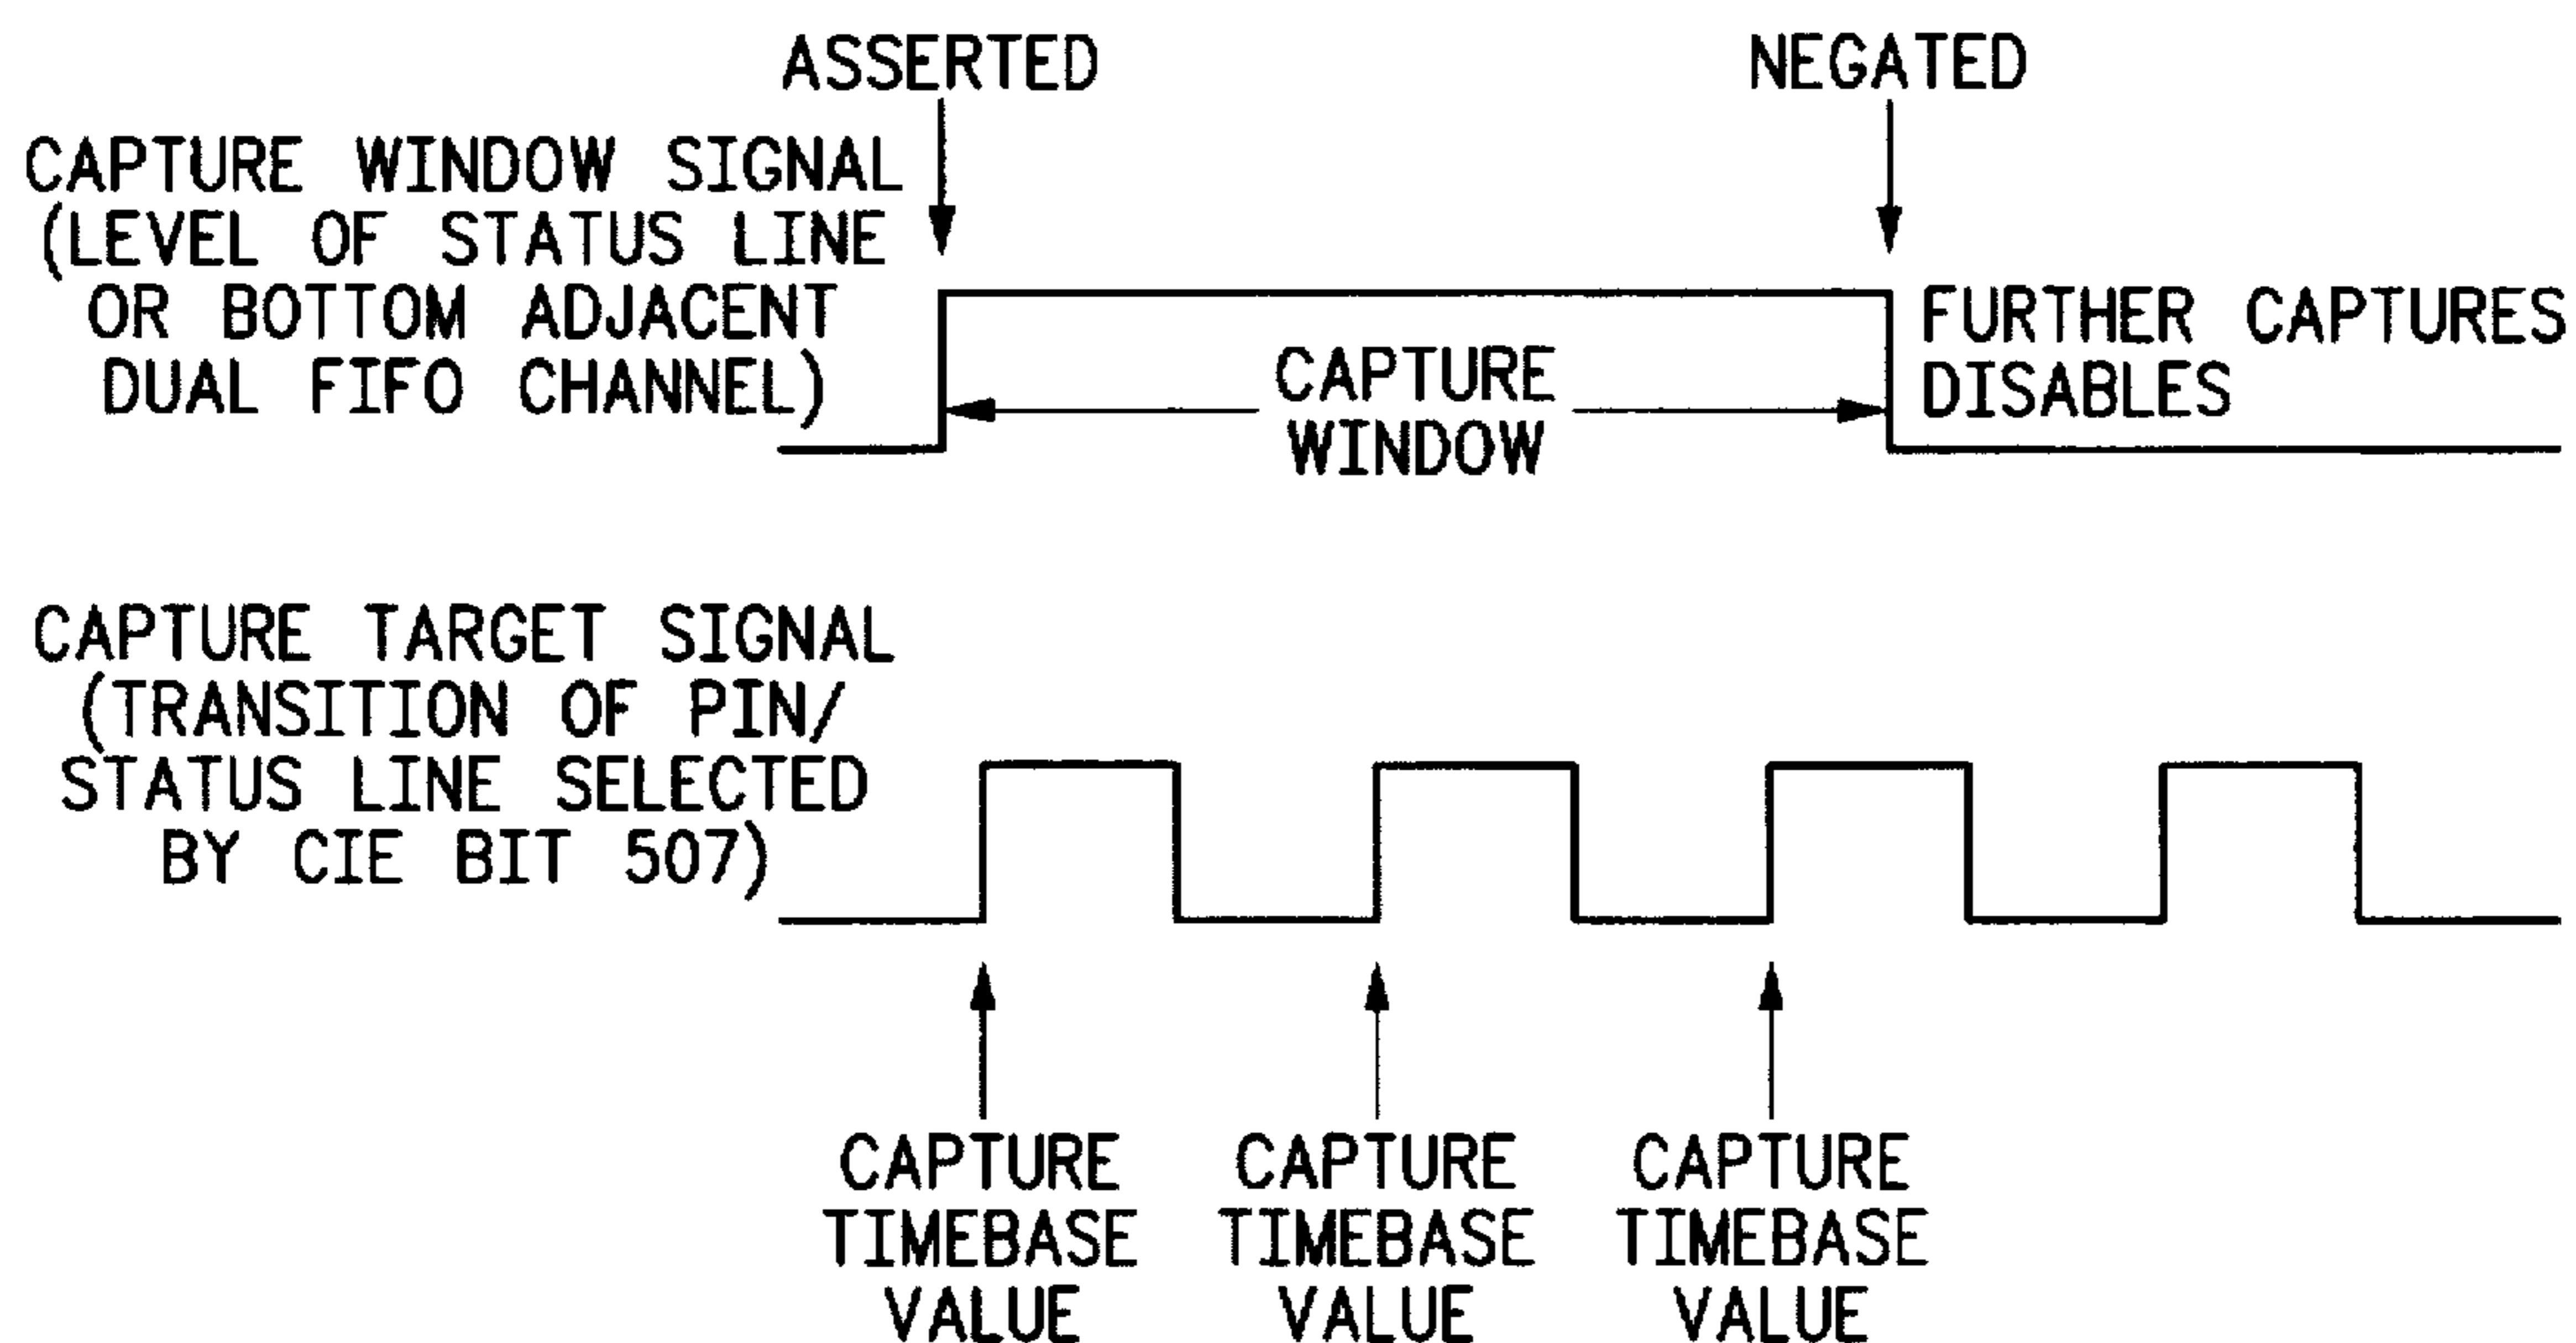 ASSERTED
NEGATED
CAPTURE WINDOW SIGNAL
(LEVEL OF STATUS LINE
OR BOTTOM ADJACENT
DUAL FIFO CHANNEL)
CAPTURE
WINDOW
FURTHER CAPTURES
DISABLES
CAPTURE TARGET SIGNAL
(TRANSITION OF PIN/
STATUS LINE SELECTED
BY CIE BIT 507)
CAPTURE
TIMEBASE
VALUE
CAPTURE
TIMEBASE
VALUE
CAPTURE
TIMEBASE
VALUE